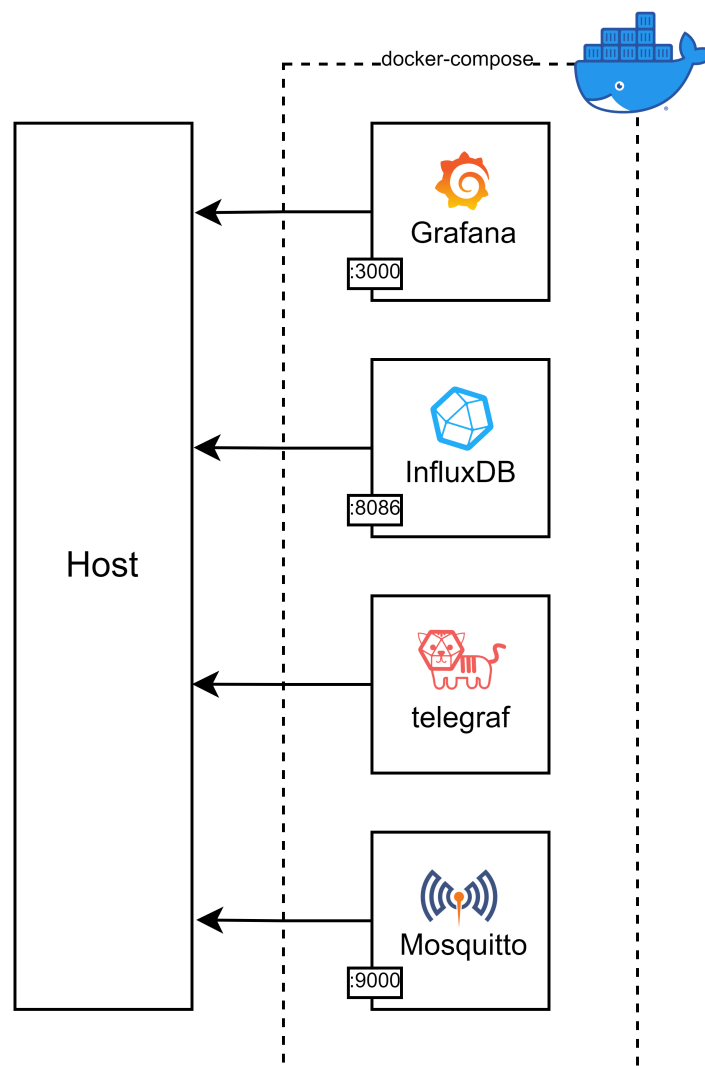 docker-compose
Grafana
:3000
InfluxDB
:8086
Host
telegraf
Mosquitto
:9000